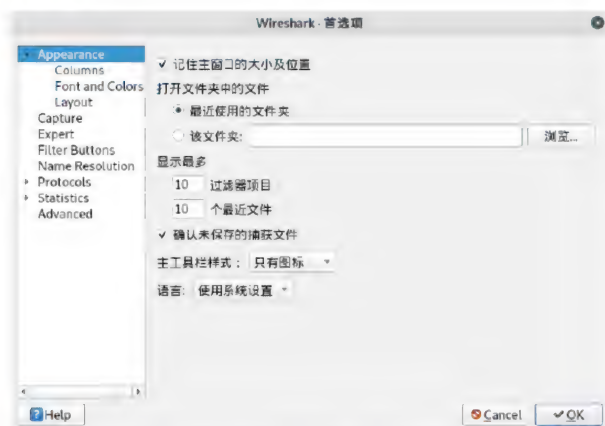 Wireshark · 首选项
Appearance
Columns
Font and Colors
Layout
Capture
Expert
Filter Buttons
Name Resolution
Protocols
Statistics
Advanced
记住主窗口的大小及位置
打开文件夹中的文件
最近使用的文件夹
该文件夹:
浏览...
显示最多
10 过滤器项目
10 个最近文件
确认未保存的捕获文件
主工具栏样式: 只有图标
语言: 使用系统设置
Help
Cancel
OK